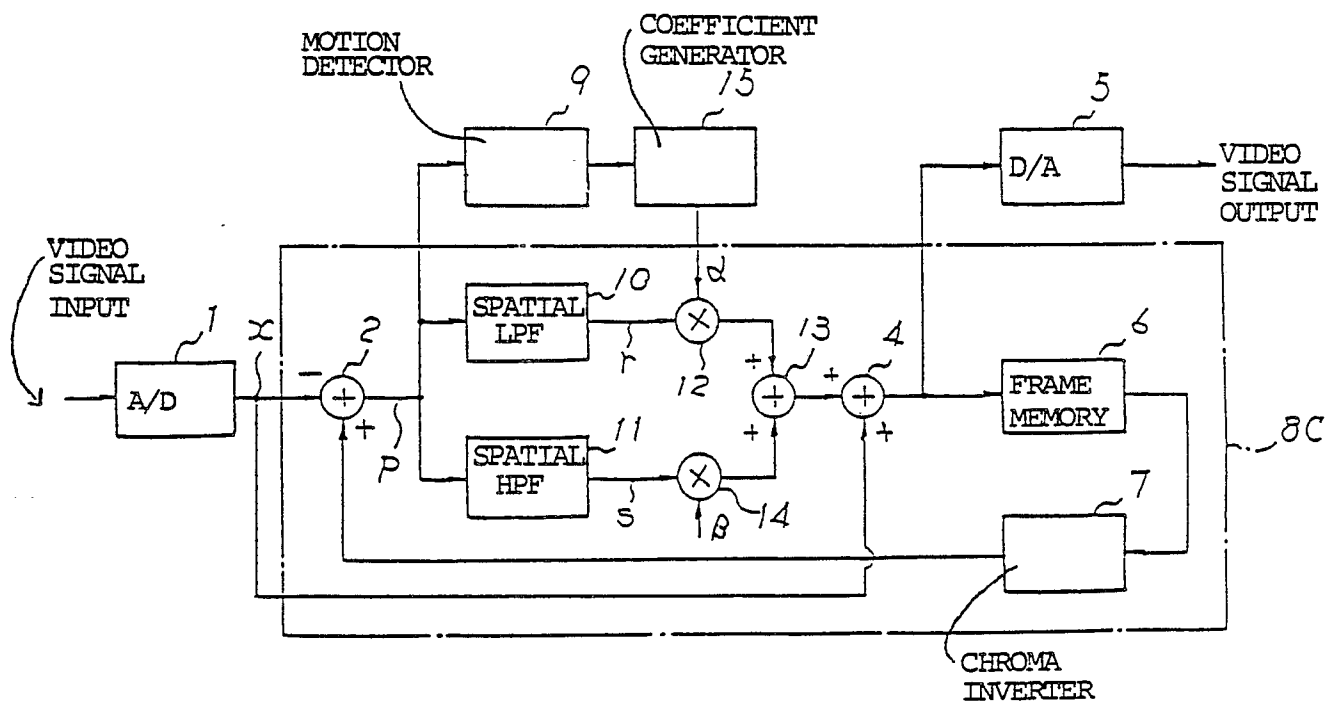 MOTION
DETECTOR
COEFFICIENT
GENERATOR
9
15
5
D/A
VIDEO
SIGNAL
OUTPUT
VIDEO
SIGNAL
INPUT
1
A/D
x
2
−
+
+
p
10
SPATIAL
LPF
r
α
×
12
11
SPATIAL
HPF
s
×
14
β
13
+
+
+
4
+
+
+
6
FRAME
MEMORY
8C
7
CHROMA
INVERTER